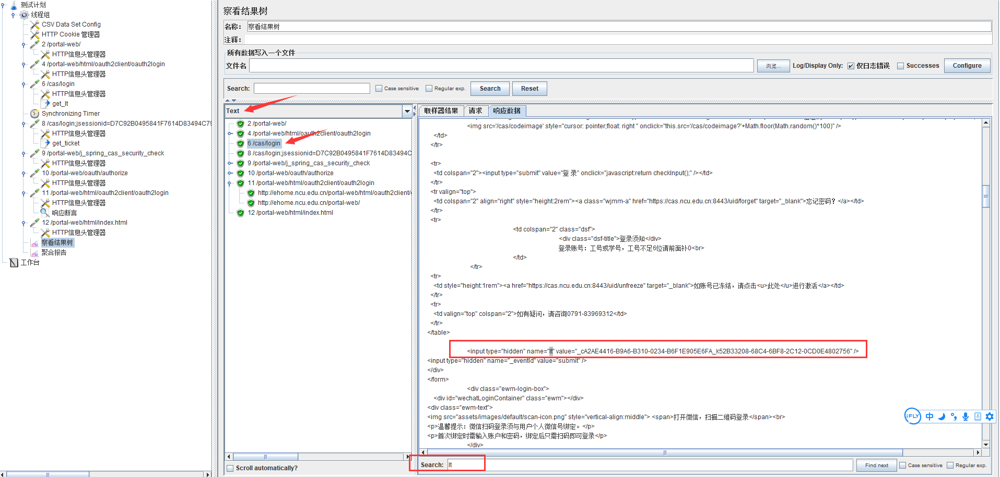 测试计划
线程组
CSV Data Set Config
HTTP Cookie 管理器
2 /portal-web/
HTTP信息头管理器
4 /portal-web/html/oauth2client/oauth2login
HTTP信息头管理器
6 /cas/login
HTTP信息头管理器
get_lt
Synchronizing Timer
8 /cas/login;jsessionid=D7C92B0495841F7614D83494C79
HTTP信息头管理器
get_ticket
9 /portal-web/j_spring_cas_security_check
HTTP信息头管理器
10 /portal-web/oauth/authorize
HTTP信息头管理器
11 /portal-web/html/oauth2client/oauth2login
HTTP信息头管理器
响应断言
12 /portal-web/html/index.html
HTTP信息头管理器
察看结果树
聚合报告
工作台
察看结果树
名称： 察看结果树
注释：
所有数据写入一个文件
文件名 浏览... Log/Display Only: 仅日志错误 Successes Configure
Search: Case sensitive Regular exp. Search Reset
Text
2 /portal-web/
4 /portal-web/html/oauth2client/oauth2login
6 /cas/login
8 /cas/login;jsessionid=D7C92B0495841F7614D83494C
9 /portal-web/j_spring_cas_security_check
10 /portal-web/oauth/authorize
11 /portal-web/html/oauth2client/oauth2login
http://ehome.ncu.edu.cn/portal-web/html/oauth2client/
http://ehome.ncu.edu.cn/portal-web/
12 /portal-web/html/index.html
Scroll automatically?
取样器结果 请求 响应数据
<img src='/cas/codeimage' style="cursor: pointer;float: right " onclick="this.src='/cas/codeimage?'+Math.floor(Math.random()*100)" />
</td>
</tr>
<tr>
<td colspan="2"><input type="submit" value="登 录" onclick="javascript:return checkInput();" /></td>
</tr>
<tr valign="top">
<td colspan="2" align="right" style="height:2rem"><a class="wjmm-a" href="https://cas.ncu.edu.cn:8443/uid/forget" target="_blank">忘记密码？</a></td>
</tr>
<tr>
<td colspan="2" class="dsf">
<div class="dsf-title">登录须知</div>
登录账号：工号或学号，工号不足6位请前面补0<br>
</td>
</tr>
<tr>
<td style="height:1rem"><a href="https://cas.ncu.edu.cn:8443/uid/unfreeze" target="_blank">如账号已冻结，请点击<u>此处</u>进行激活</a></td>
</tr>
<tr>
<td valign="top" colspan="2">如有疑问，请咨询0791-83969312</td>
</tr>
</table>
<input type="hidden" name="lt" value="_cA2AE4416-B9A6-B310-0234-B6F1E905E6FA_k52B33208-68C4-6BF8-2C12-0CD0E4802756" />
<input type="hidden" name="_eventId" value="submit" />
</div>
</form>
<div class="ewm-login-box">
<div id="wechatLoginContainer" class="ewm"></div>
<div class="ewm-text">
<img src="assets/images/default/scan-icon.png" style="vertical-align:middle"> <span>打开微信，扫描二维码登录</span><br>
<p>温馨提示：微信扫码登录须与用户个人微信号绑定。</p>
<p>首次绑定时需输入账户和密码，绑定后只需扫码即可登录</p>
</div>
Search: lt Find next Case sensitive Regular exp.
iFLY 中